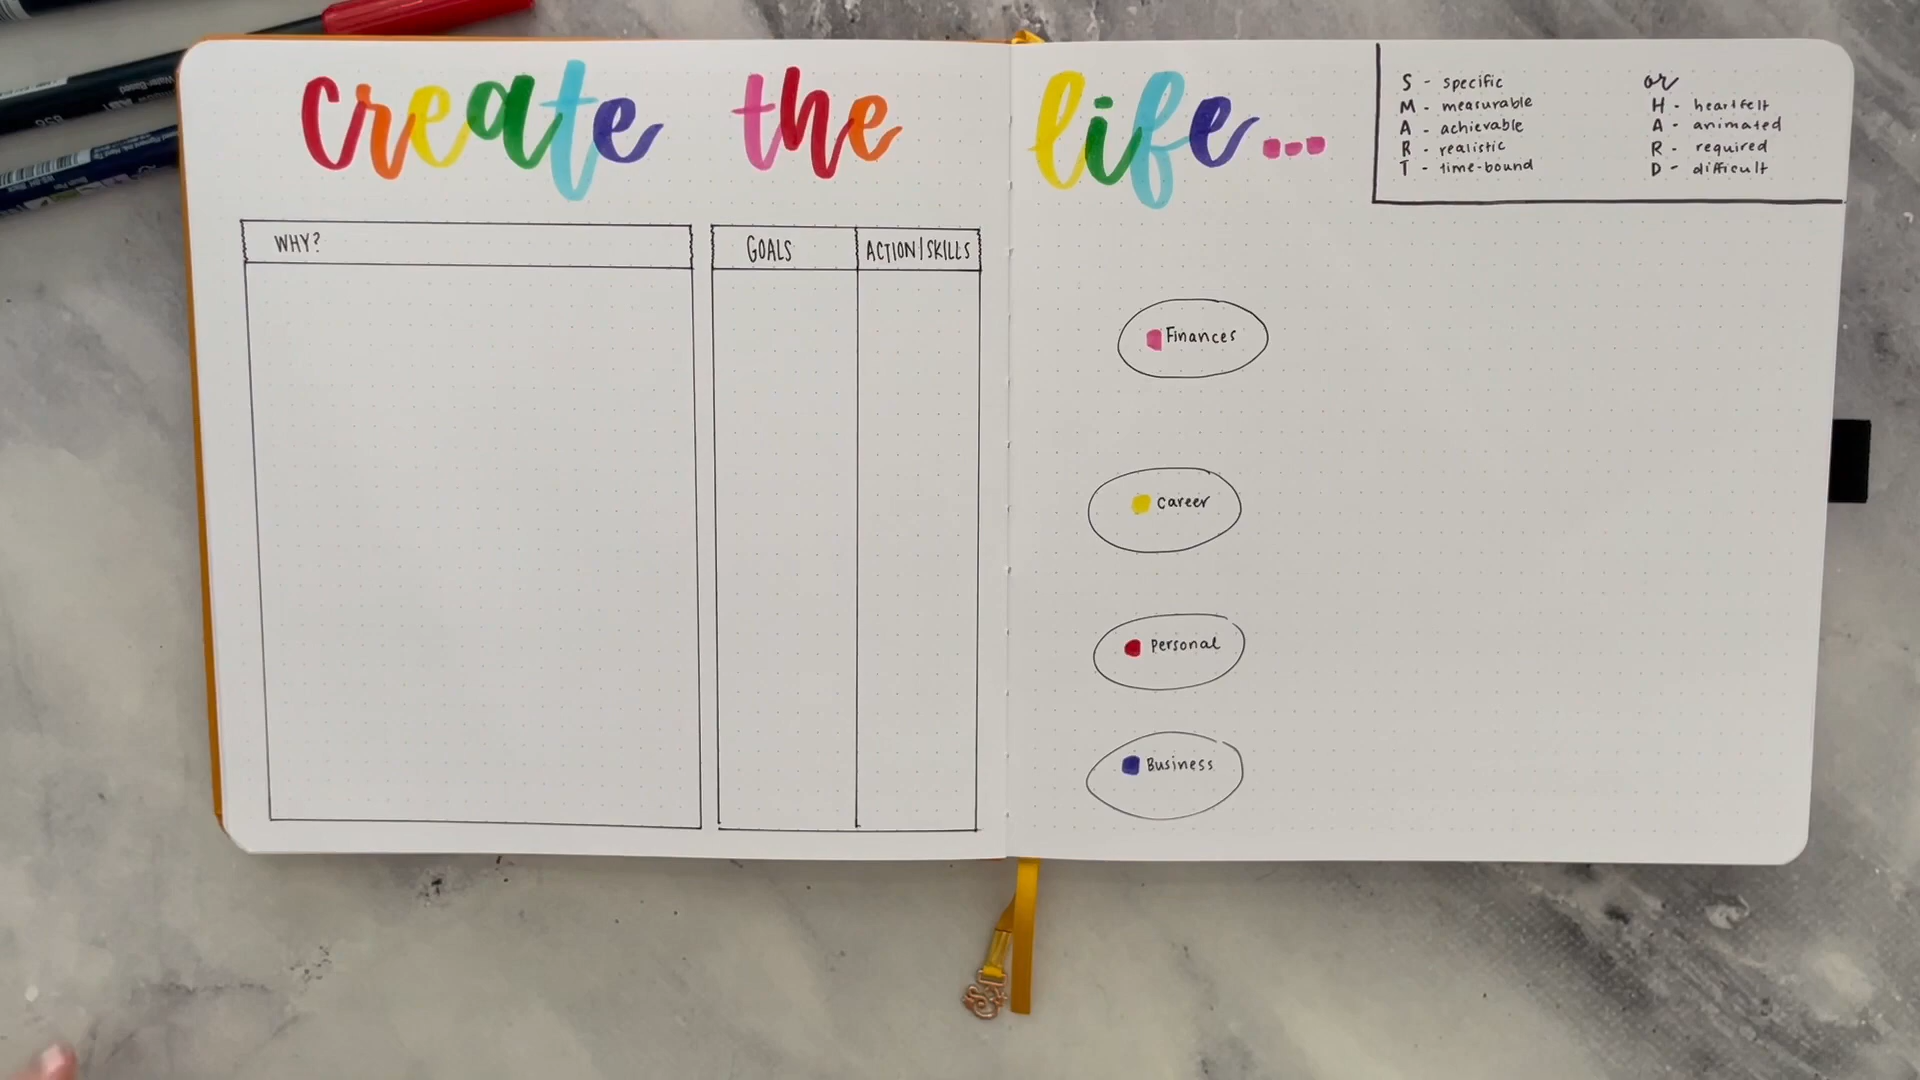 create the life...
S - specific
M - measurable
A - achievable
R - realistic
T - time-bound
or
H - heartfelt
A - animated
R - required
D - difficult
WHY?
GOALS
ACTION/SKILLS
Finances
Career
Personal
Business